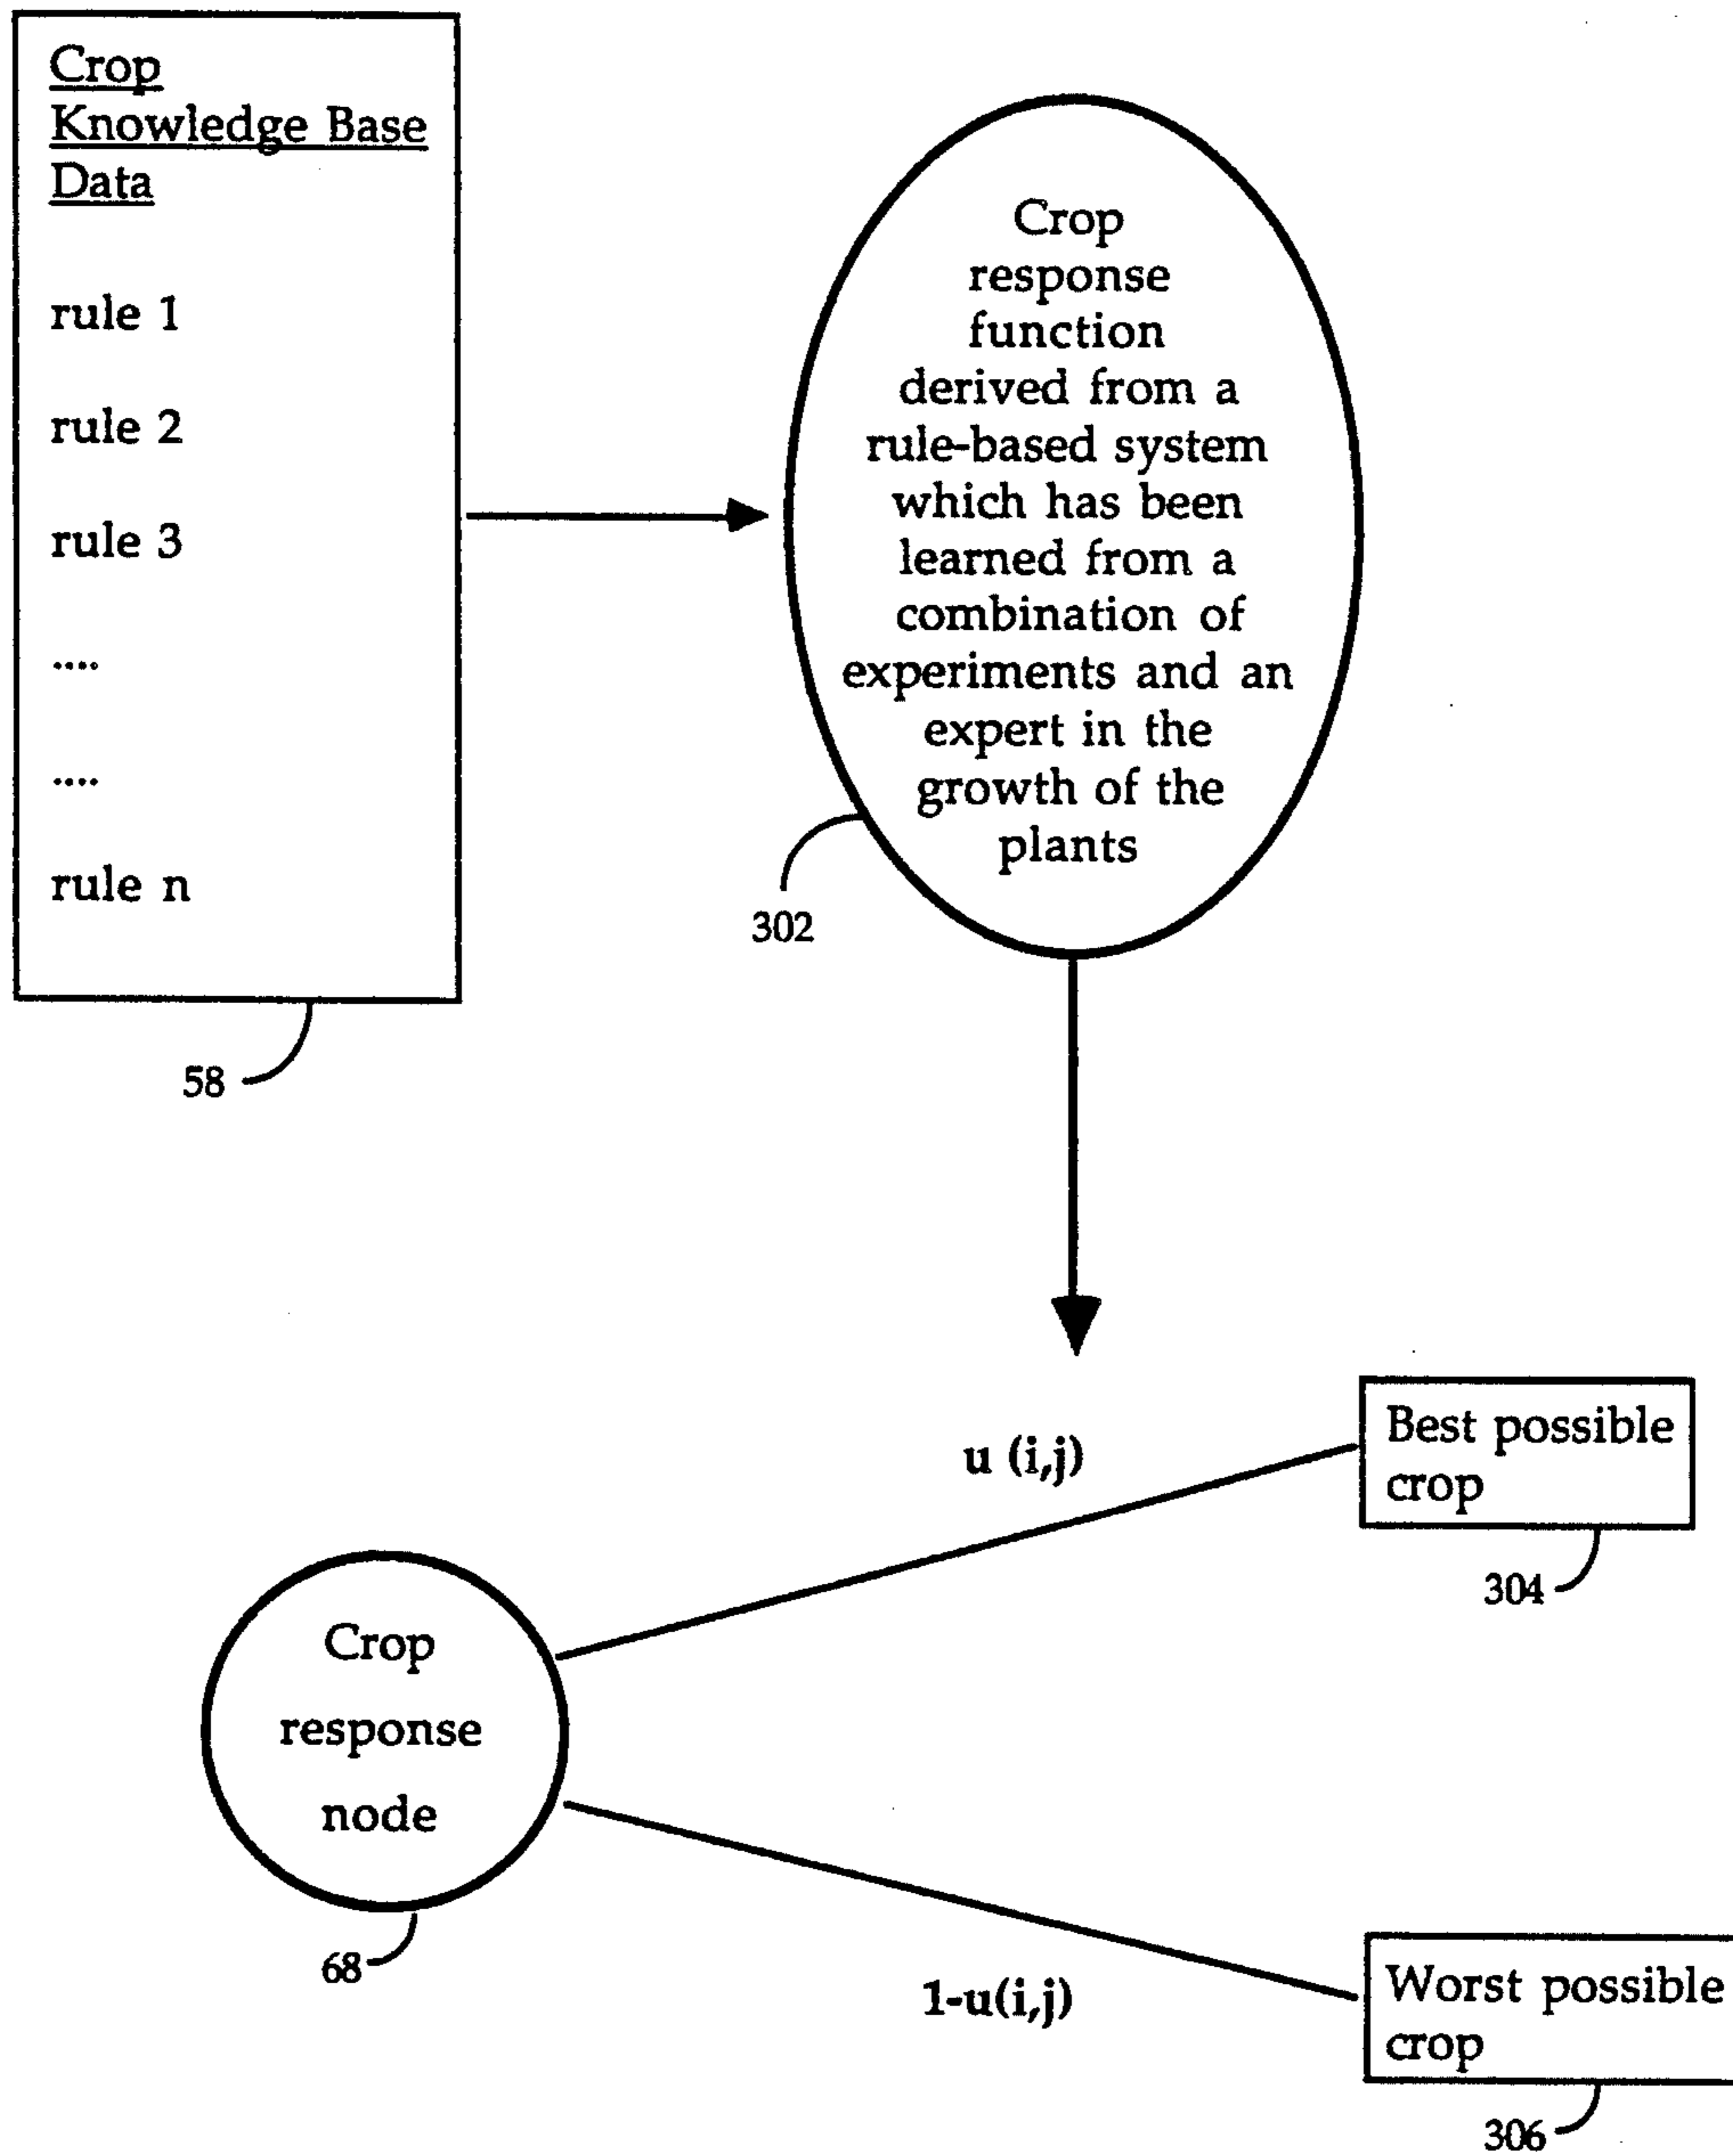 Crop
Knowledge Base
Data
rule 1
rule 2
rule 3
....
....
rule n
58
Crop
response
function
derived from a
rule-based system
which has been
learned from a
combination of
experiments and an
expert in the
growth of the
plants
302
u (i,j)
Best possible
crop
304
Crop
response
node
68
1-u(i,j)
Worst possible
crop
306